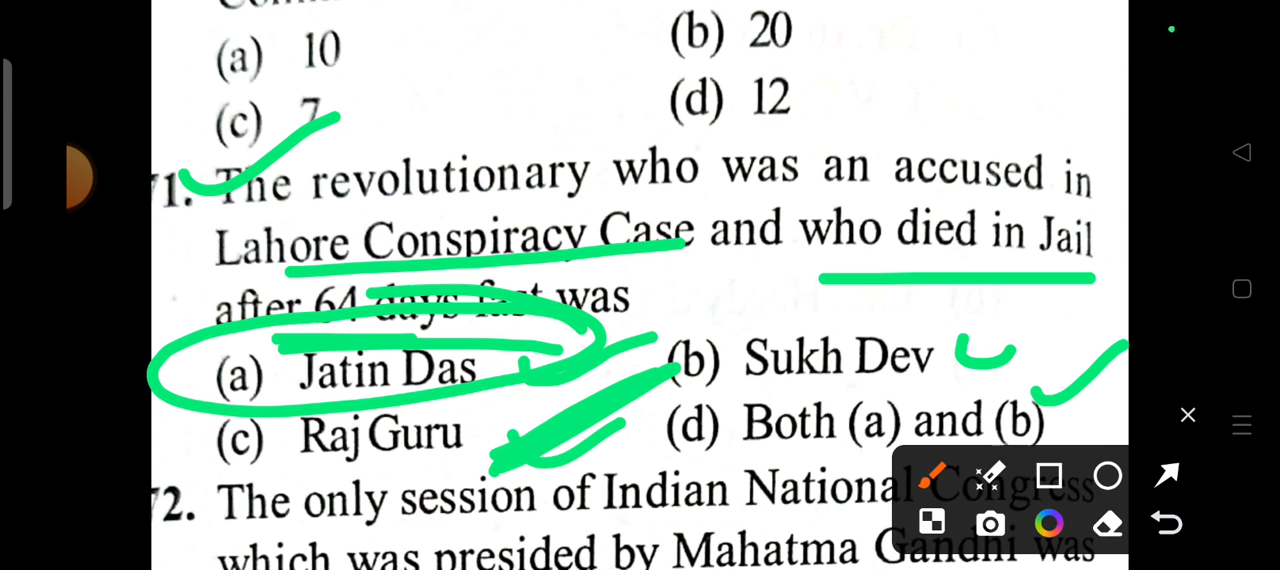 (a) 10
(b) 20
(c) 7
(d) 12
71. The revolutionary who was an accused in
Lahore Conspiracy Case and who died in Jail
after 64 days fast was
(a) Jatin Das
(b) Sukh Dev
(c) Raj Guru
(d) Both (a) and (b)
72. The only session of Indian National Congress
which was presided by Mahatma Gandhi was